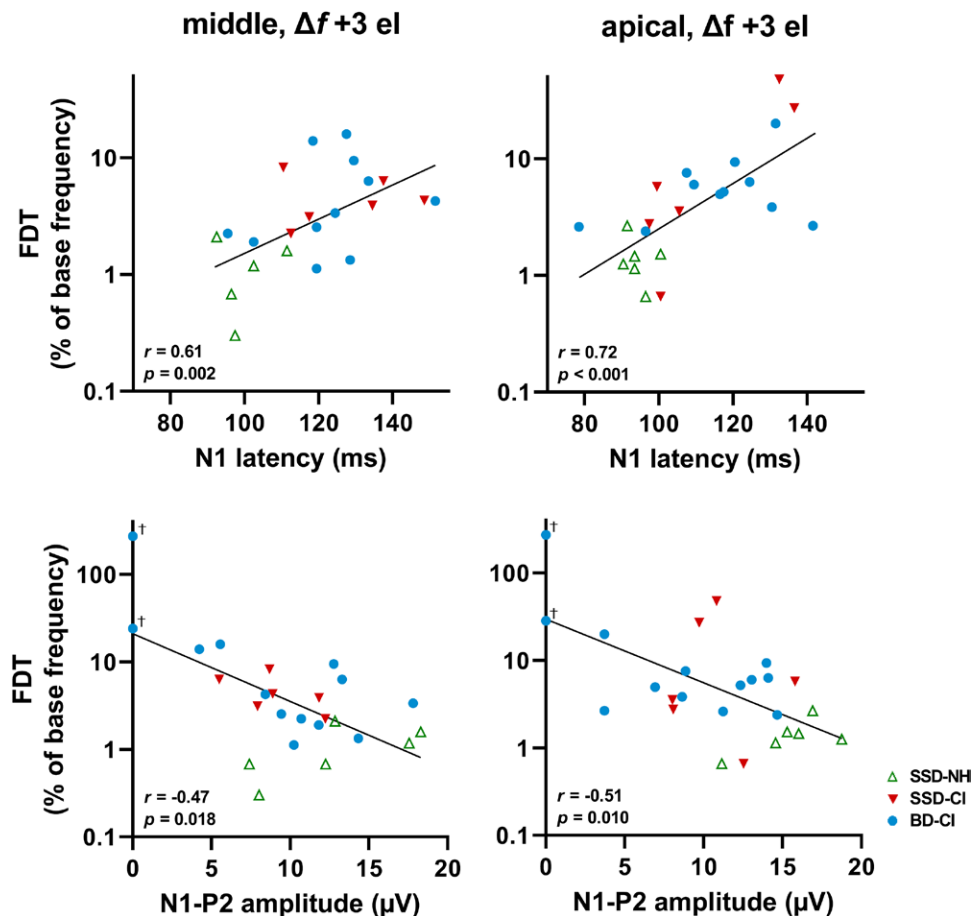 middle, Δf +3 el
apical, Δf +3 el
FDT
(% of base frequency)
10
1
0.1
r = 0.61
p = 0.002
80 100 120 140
N1 latency (ms)
10
1
0.1
r = 0.72
p < 0.001
80 100 120 140
N1 latency (ms)
FDT
(% of base frequency)
100
10
1
0.1
†
†
r = -0.47
p = 0.018
0 5 10 15 20
N1-P2 amplitude (µV)
100
10
1
0.1
†
†
r = -0.51
p = 0.010
0 5 10 15 20
N1-P2 amplitude (µV)
SSD-NH
SSD-CI
BD-CI